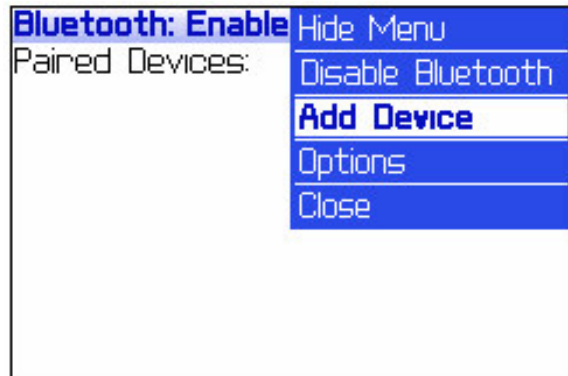 Bluetooth: Enable
Paired Devices:
Hide Menu
Disable Bluetooth
Add Device
Options
Close